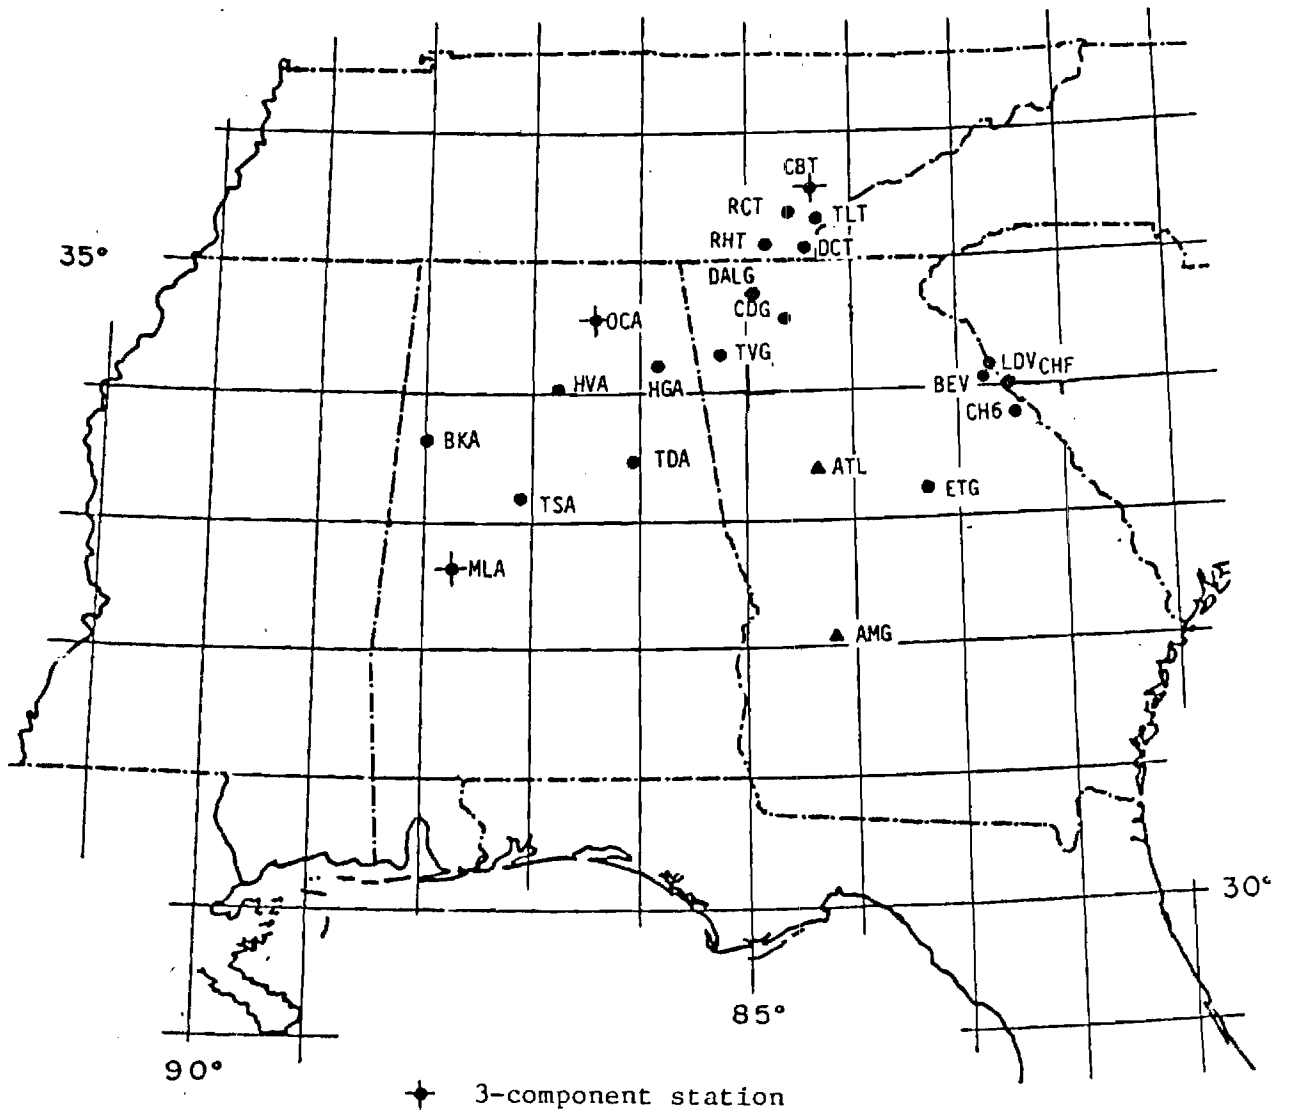 CBT
RCT
TLT
RHT
DCT
35°
DALG
CDG
OCA
TVG
LDV
CHF
HVA
HGA
BEV
CH6
BKA
TDA
ATL
ETG
TSA
MLA
AMG
30°
85°
90°
3-component station